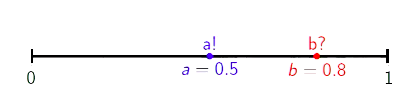 a! b?
a = 0.5 b = 0.8
0 1